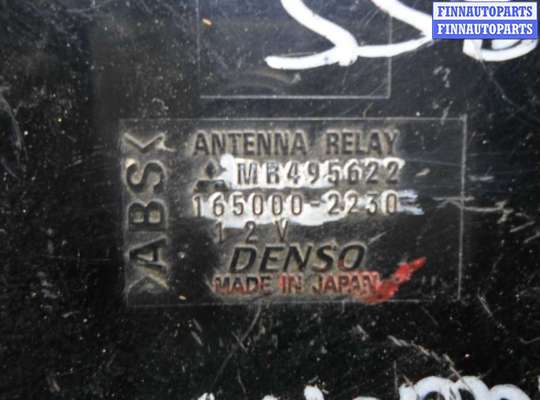 FINNAUTOPARTS
FINNAUTOPARTS
ANTENNA RELAY
MR495622
165000-2230
12V
DENSO
MADE IN JAPAN
>ABS<